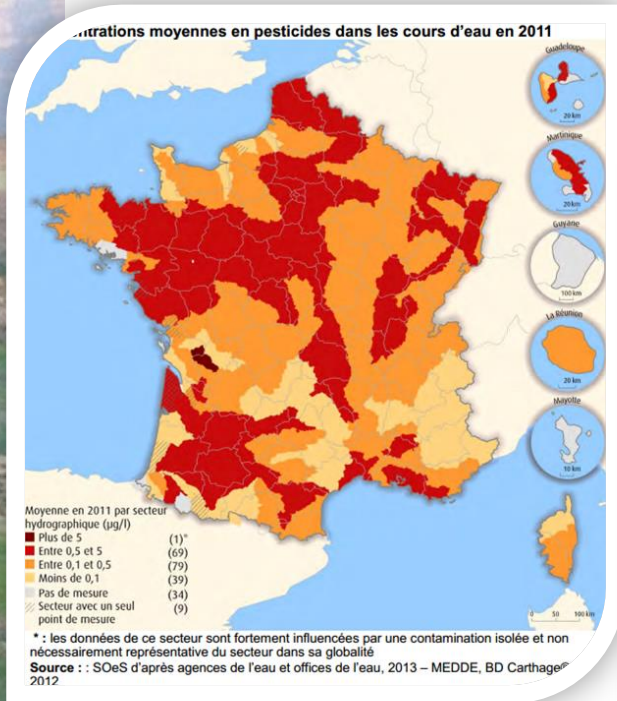 entrations moyennes en pesticides dans les cours d'eau en 2011
Guadeloupe
20 km
Martinique
20 km
Guyane
100 km
La Réunion
20 km
Mayotte
10 km
Moyenne en 2011 par secteur
hydrographique (µg/l)
Plus de 5 (1)*
Entre 0,5 et 5 (69)
Entre 0,1 et 0,5 (79)
Moins de 0,1 (39)
Pas de mesure (34)
Secteur avec un seul (9)
point de mesure
0 50 100 km
* : les données de ce secteur sont fortement influencées par une contamination isolée et non
nécessairement représentative du secteur dans sa globalité
Source : : SOeS d'après agences de l'eau et offices de l'eau, 2013 – MEDDE, BD Carthage©
2012